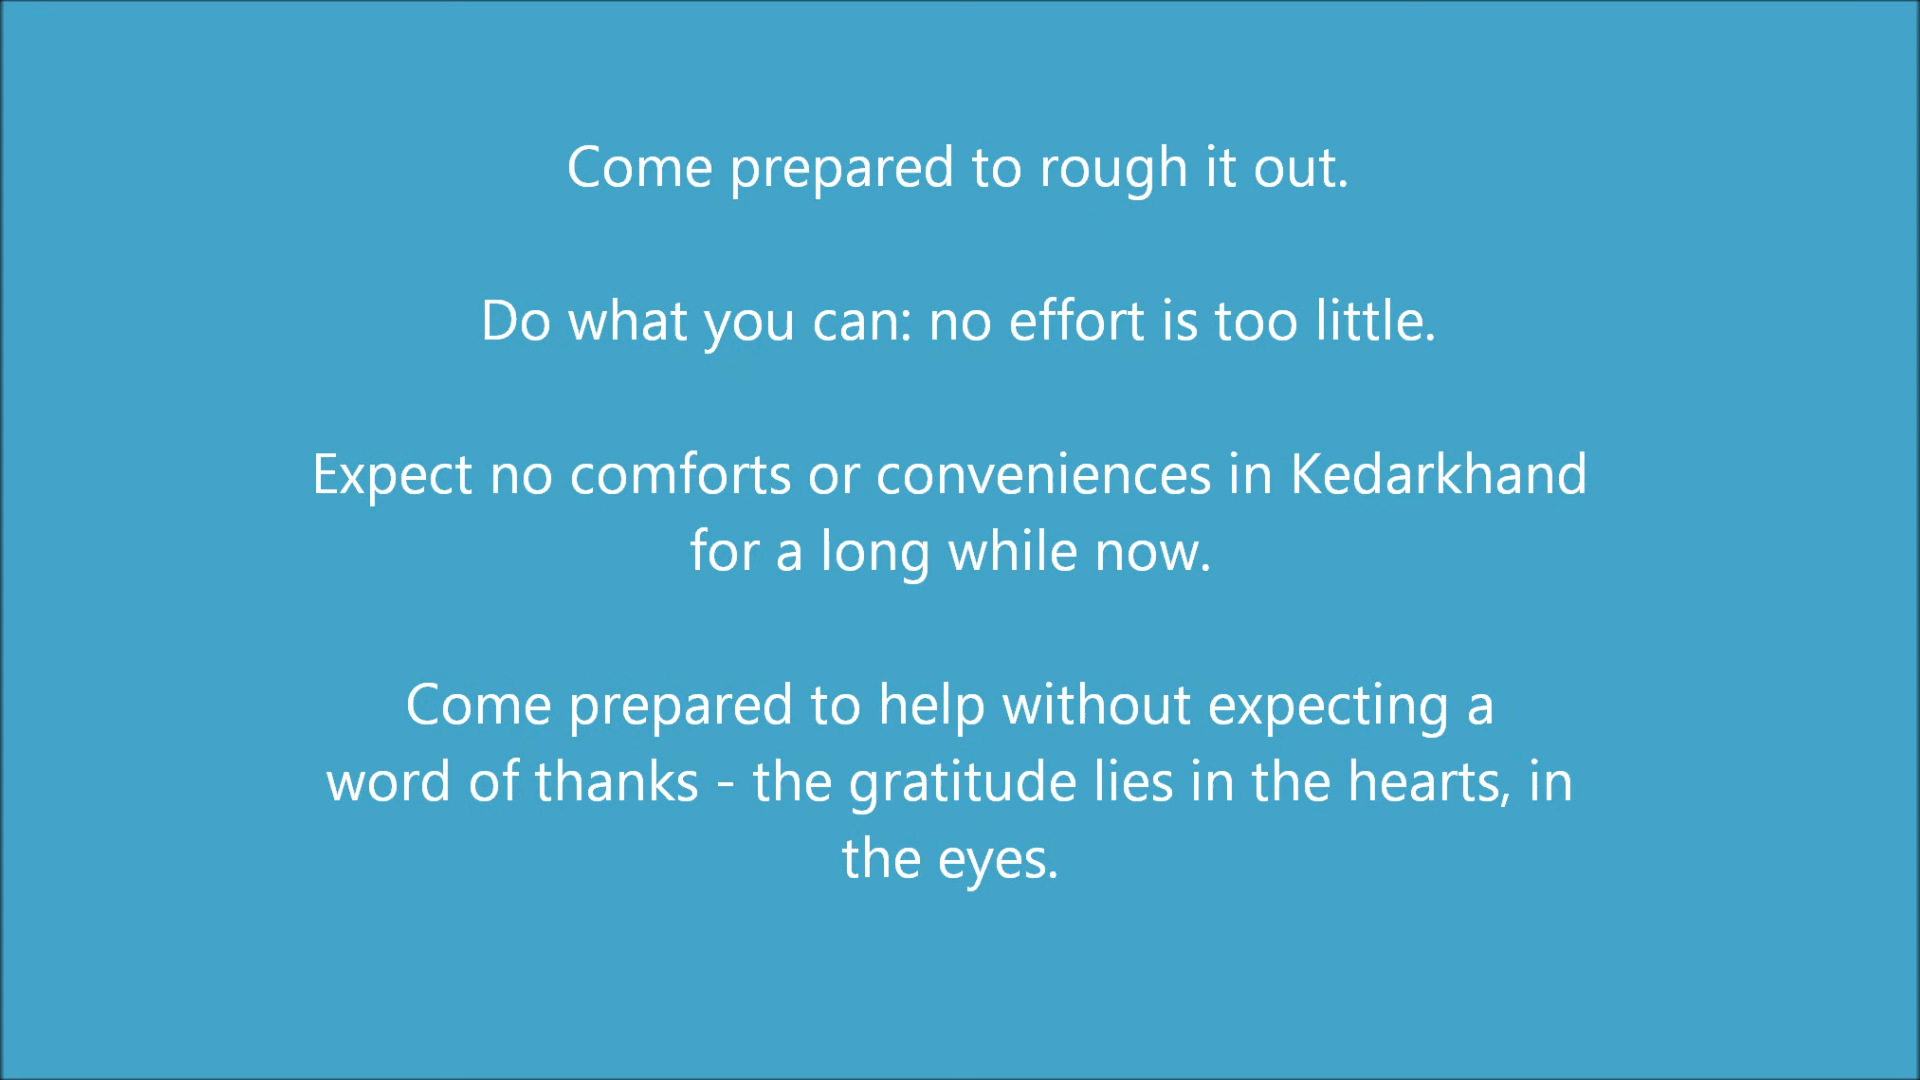 Come prepared to rough it out.
Do what you can: no effort is too little.
Expect no comforts or conveniences in Kedarkhand
for a long while now.
Come prepared to help without expecting a
word of thanks - the gratitude lies in the hearts, in
the eyes.